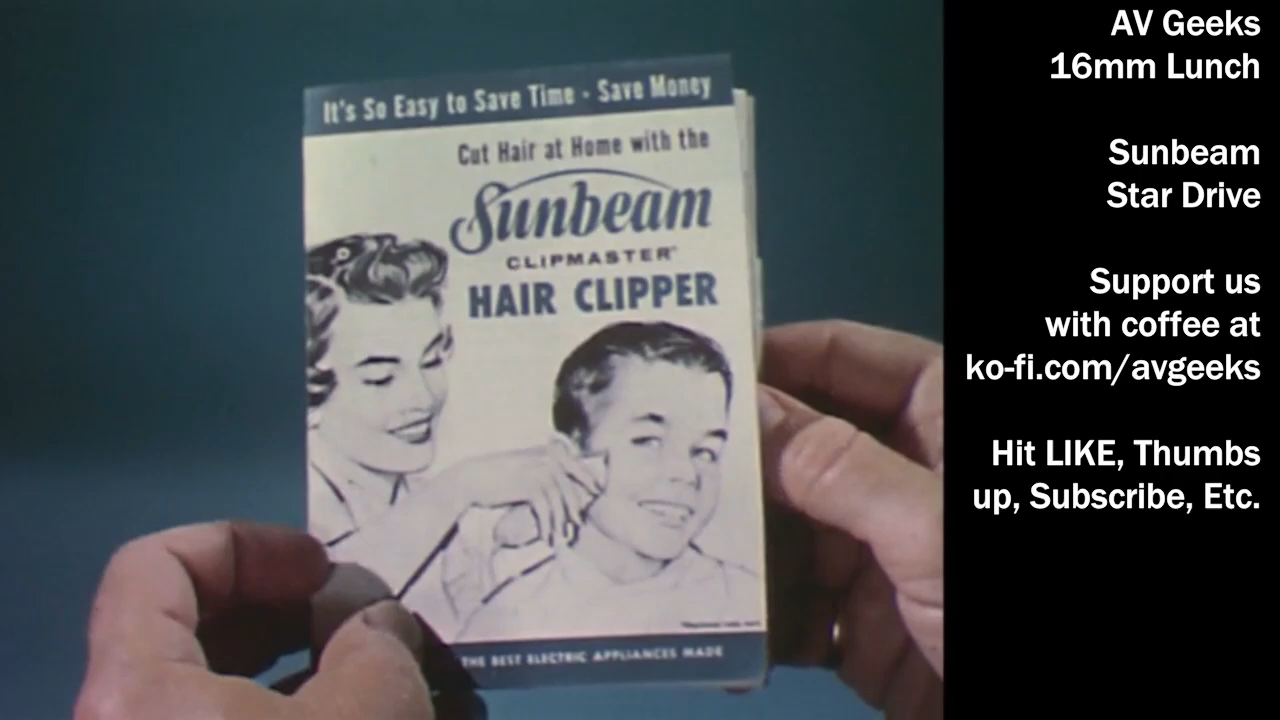 It's So Easy to Save Time - Save Money
Cut Hair at Home with the
Sunbeam
CLIPMASTER
HAIR CLIPPER
THE BEST ELECTRIC APPLIANCES MADE
AV Geeks
16mm Lunch
Sunbeam
Star Drive
Support us
with coffee at
ko-fi.com/avgeeks
Hit LIKE, Thumbs
up, Subscribe, Etc.